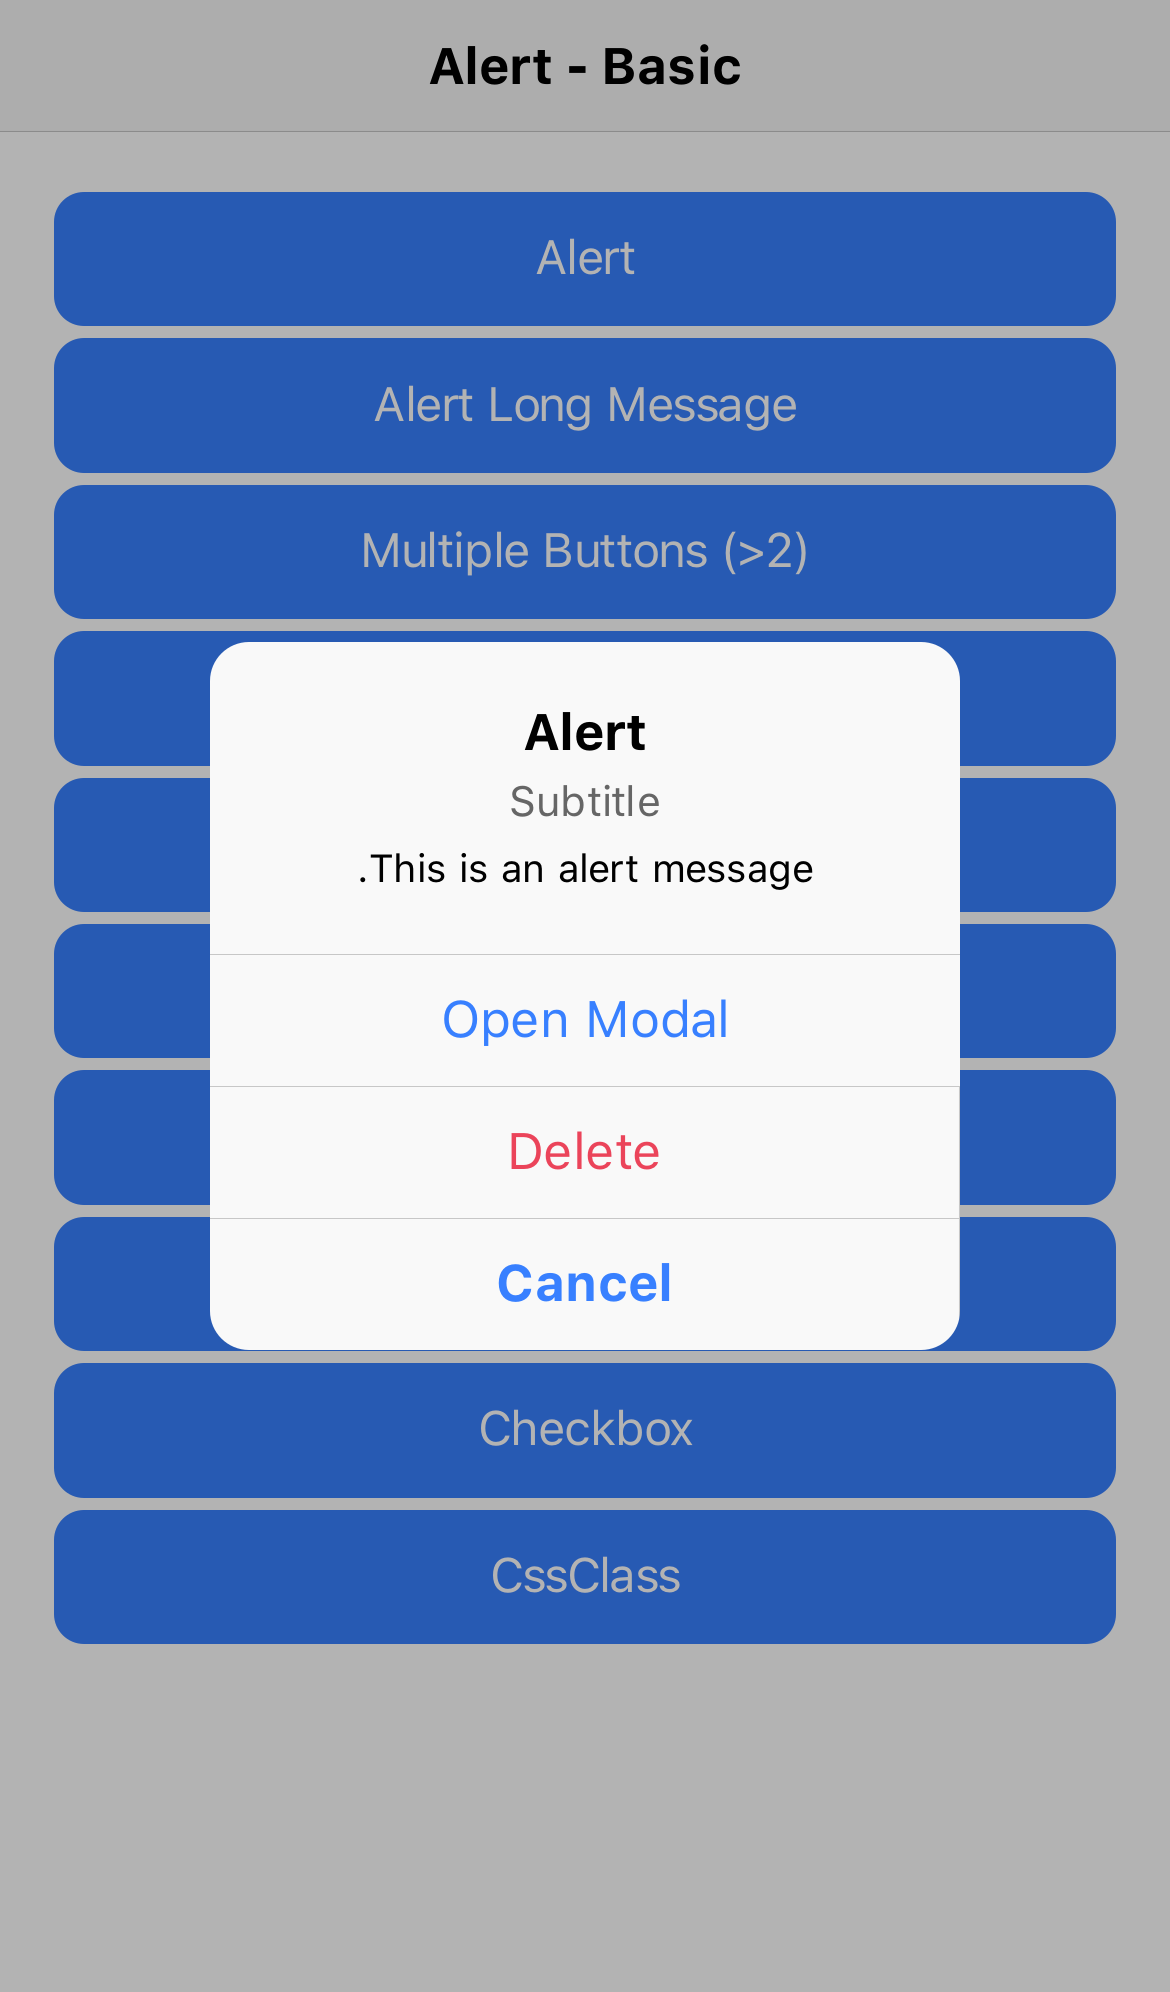 Alert - Basic
Alert
Alert Long Message
Multiple Buttons (>2)
Alert
Subtitle
.This is an alert message
Open Modal
Delete
Cancel
Checkbox
CssClass